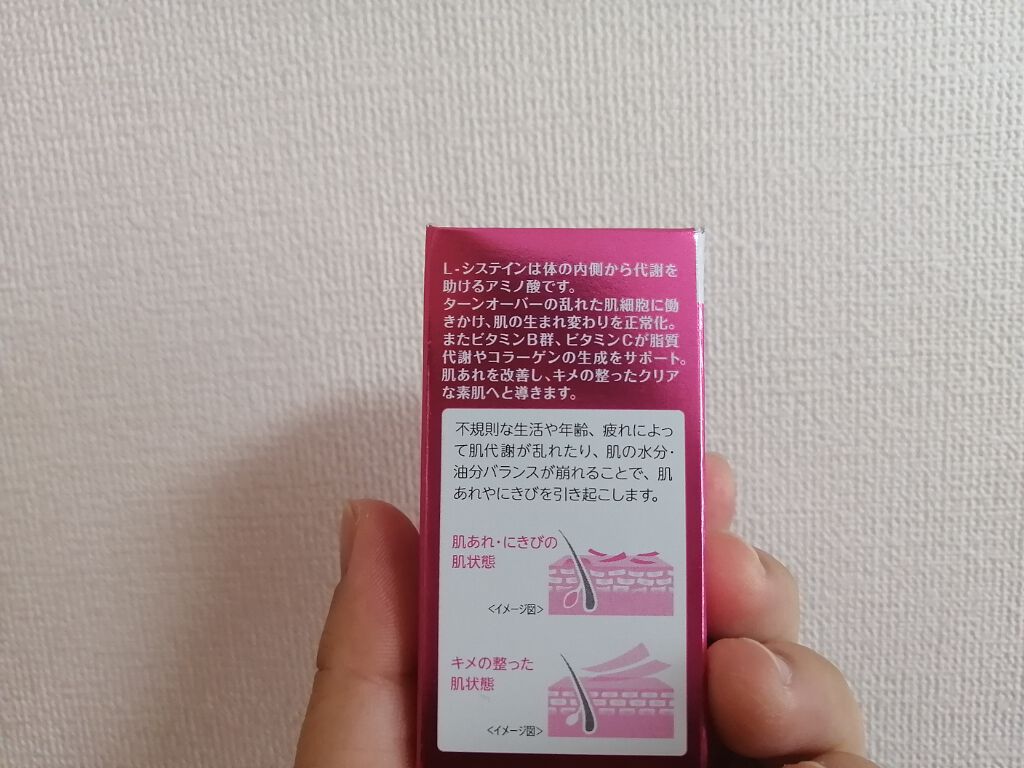 L-システインは体の内側から代謝を
助けるアミノ酸です。
ターンオーバーの乱れた肌細胞に働
きかけ、肌の生まれ変わりを正常化。
またビタミンB群、ビタミンCが脂質
代謝やコラーゲンの生成をサポート。
肌あれを改善し、キメの整ったクリア
な素肌へと導きます。
不規則な生活や年齢、疲れによっ
て肌代謝が乱れたり、肌の水分・
油分バランスが崩れることで、肌
あれやにきびを引き起こします。
肌あれ・にきびの
肌状態
<イメージ図>
キメの整った
肌状態
<イメージ図>